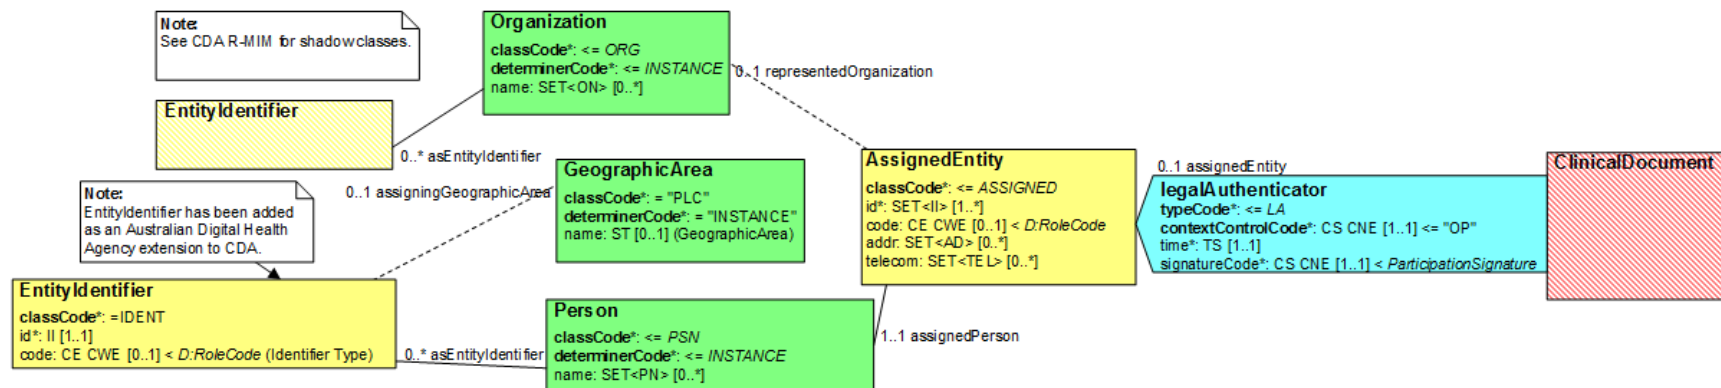 Note:
See CDA R-MIM for shadow classes.
Organization
classCode*: <= ORG
determinerCode*: <= INSTANCE
name: SET<ON> [0..*]
0..1 representedOrganization
EntityIdentifier
0..* asEntityIdentifier
GeographicArea
classCode*: = "PLC"
determinerCode*: = "INSTANCE"
name: ST [0..1] (GeographicArea)
0..1 assigningGeographicArea
Note:
EntityIdentifier has been added
as an Australian Digital Health
Agency extension to CDA.
AssignedEntity
classCode*: <= ASSIGNED
id*: SET<II> [1..*]
code: CE CWE [0..1] < D:RoleCode
addr: SET<AD> [0..*]
telecom: SET<TEL> [0..*]
0..1 assignedEntity
legalAuthenticator
typeCode*: <= LA
contextControlCode*: CS CNE [1..1] <= "OP"
time*: TS [1..1]
signatureCode*: CS CNE [1..1] < ParticipationSignature
ClinicalDocument
EntityIdentifier
classCode*: =IDENT
id*: II [1..1]
code: CE CWE [0..1] < D:RoleCode (Identifier Type)
0..* asEntityIdentifier
Person
classCode*: <= PSN
determinerCode*: <= INSTANCE
name: SET<PN> [0..*]
1..1 assignedPerson